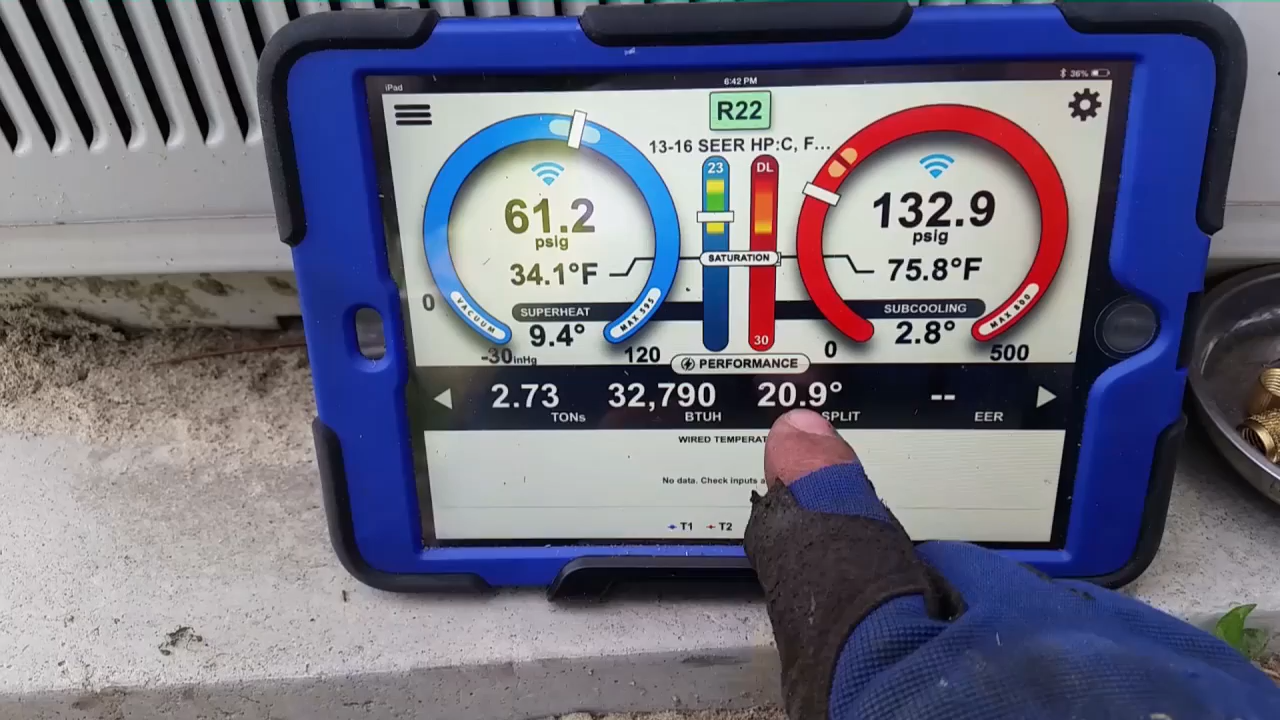 iPad
6:42 PM
36%
R22
13-16 SEER HP:C, F...
23
DL
61.2
psig
34.1°F
132.9
psig
75.8°F
SATURATION
0
VACUUM
MAX 595
SUPERHEAT
9.4°
-30inHg
120
30
SUBCOOLING
2.8°
MAX 800
0
500
PERFORMANCE
2.73
TONs
32,790
BTUH
20.9°
SPLIT
--
EER
WIRED TEMPERAT
No data. Check inputs a
T1
T2